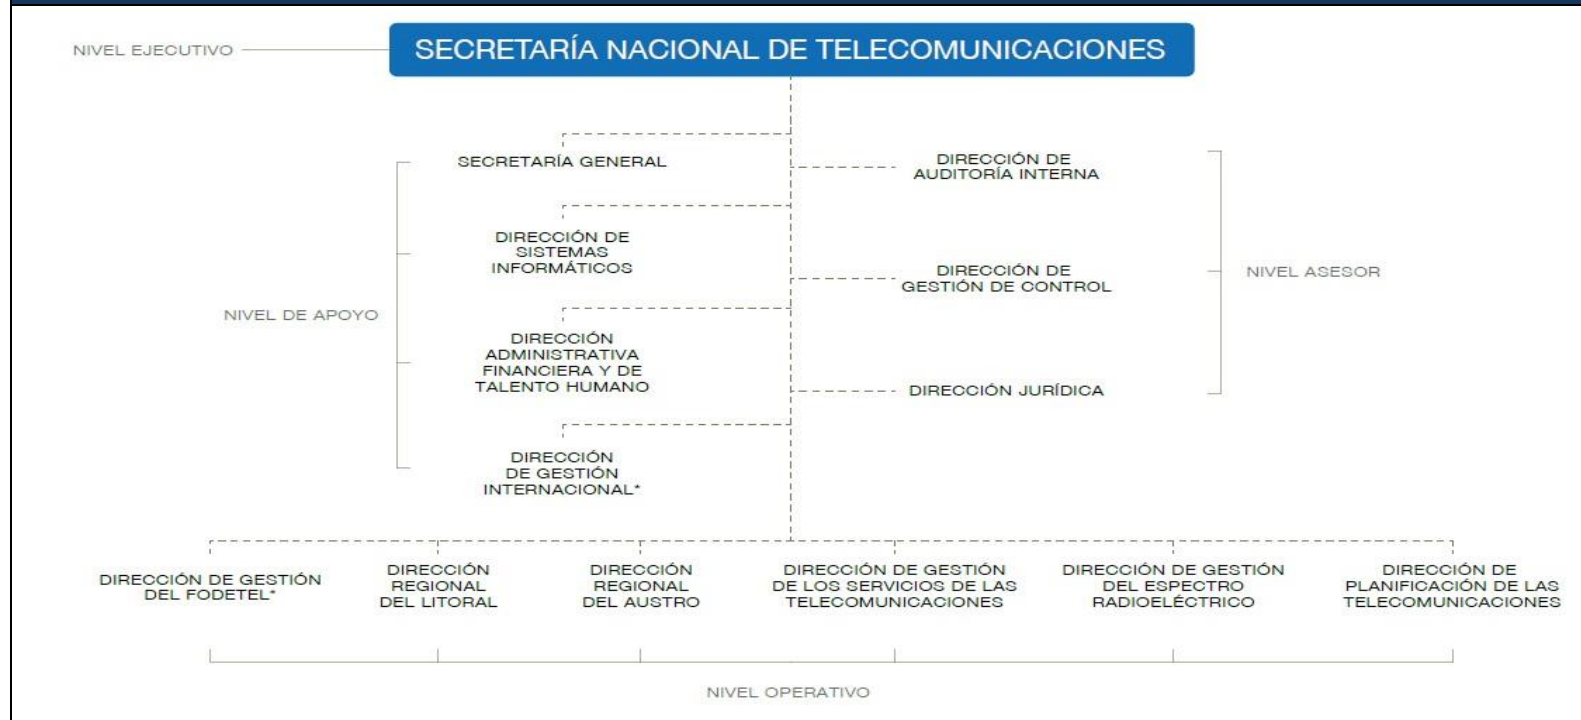 NIVEL EJECUTIVO
SECRETARÍA NACIONAL DE TELECOMUNICACIONES
SECRETARÍA GENERAL
DIRECCIÓN DE
AUDITORÍA INTERNA
DIRECCIÓN DE
SISTEMAS
INFORMÁTICOS
DIRECCIÓN DE
GESTIÓN DE CONTROL
NIVEL ASESOR
NIVEL DE APOYO
DIRECCIÓN
ADMINISTRATIVA
FINANCIERA Y DE
TALENTO HUMANO
DIRECCIÓN JURÍDICA
DIRECCIÓN
DE GESTIÓN
INTERNACIONAL*
DIRECCIÓN DE GESTIÓN
DEL FODETEL*
DIRECCIÓN
REGIONAL
DEL LITORAL
DIRECCIÓN
REGIONAL
DEL AUSTRO
DIRECCIÓN DE GESTIÓN
DE LOS SERVICIOS DE LAS
TELECOMUNICACIONES
DIRECCIÓN DE GESTIÓN
DEL ESPECTRO
RADIOELÉCTRICO
DIRECCIÓN DE
PLANIFICACIÓN DE LAS
TELECOMUNICACIONES
NIVEL OPERATIVO